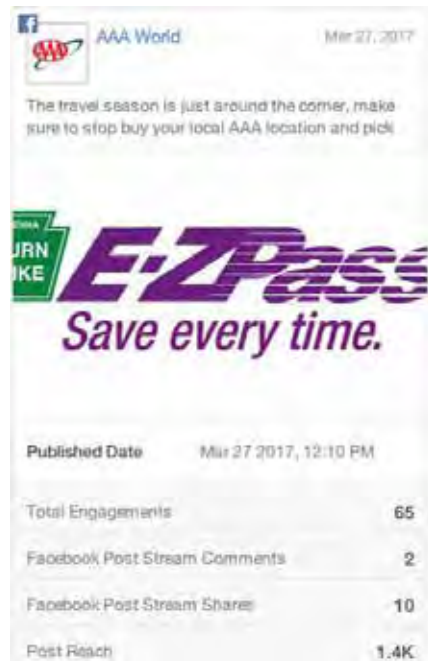 f
AAA World Mar 27, 2017
The travel season is just around the corner, make
sure to stop buy your local AAA location and pick
URN
IKE
E-ZPass
Save every time.
Published Date Mar 27 2017, 12:10 PM
Total Engagements 65
Facebook Post Stream Comments 2
Facebook Post Stream Shares 10
Post Reach 1.4K